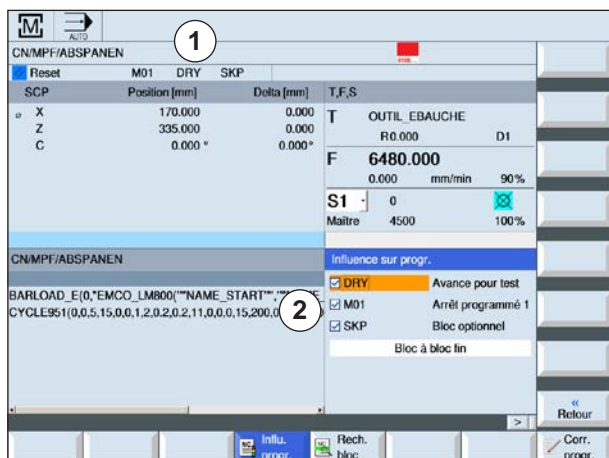 M
AUTO
1
CN/MPF/ABSPANEN
Reset M01 DRY SKP
SCP Position [mm] Delta [mm] T,F,S
X 170.000 0.000
Z 335.000 0.000
C 0.000 ° 0.000°
T OUTIL_EBAUCHE
R0.000 D1
F 6480.000
0.000 mm/min 90%
S1 0
Maître 4500 100%
CN/MPF/ABSPANEN
BARLOAD_E(0,"EMCO_LM800(""NAME_START"","
CYCLE951(0,0,5,15,0,0,1,2,0.2,0.2,11,0,0,0,15,200,0
2
Influence sur progr.
DRY Avance pour test
M01 Arrêt programmé 1
SKP Bloc optionnel
Bloc à bloc fin
« 
Retour
>
Influ.
progr.
NC
Rech.
bloc
Corr.
progr.